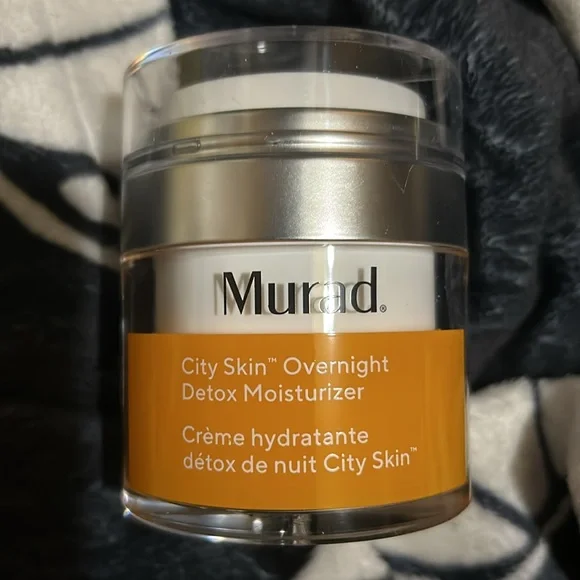 Murad®
City Skin™ Overnight
Detox Moisturizer
Crème hydratante
détox de nuit City Skin™